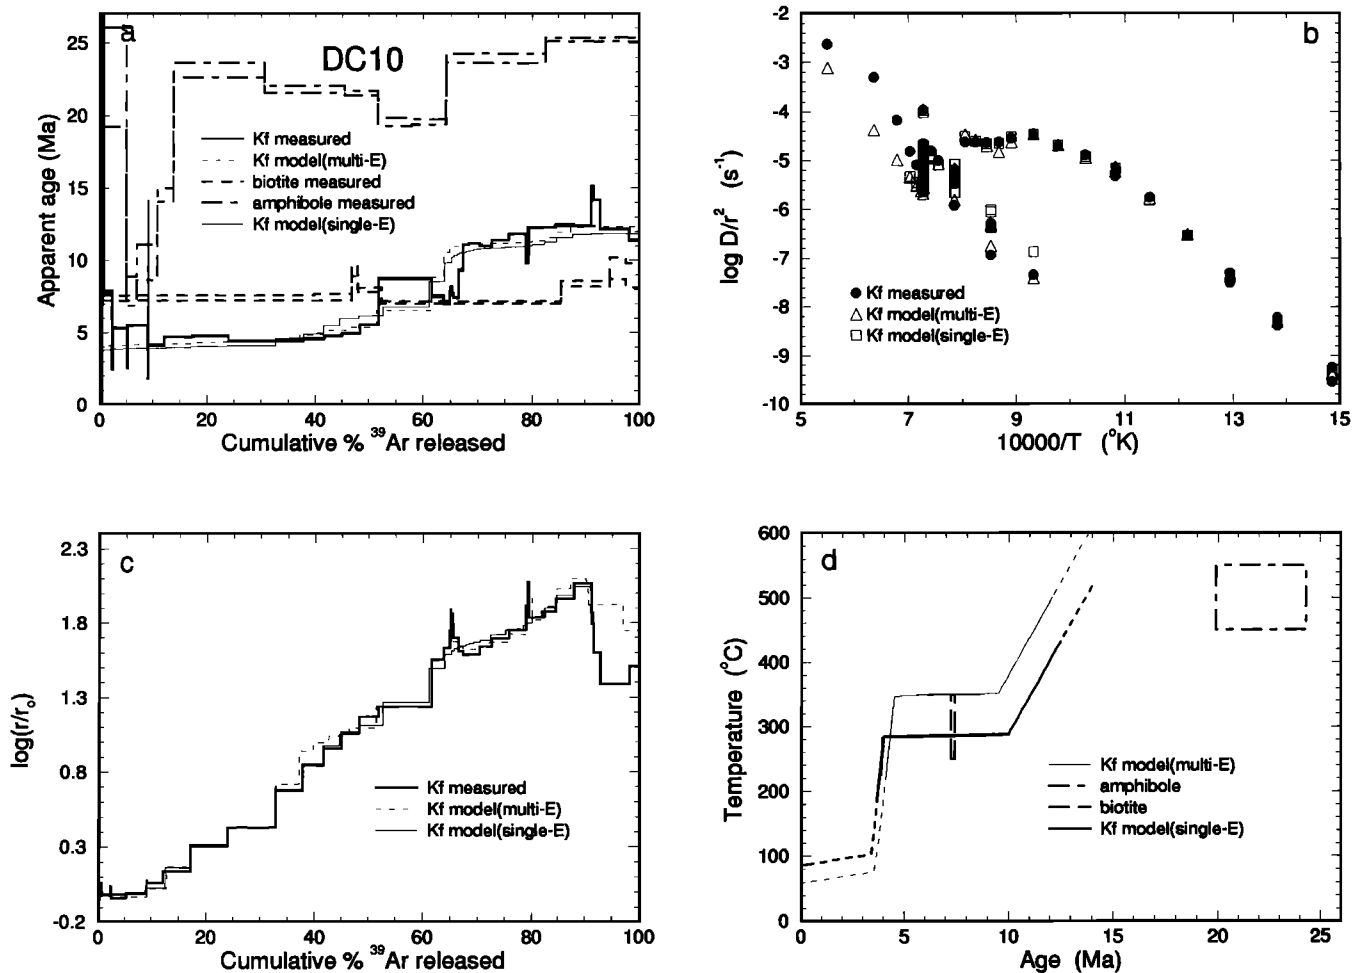 a
DC10
25
20
15
10
5
0
Apparent age (Ma)
Kf measured
Kf model(multi-E)
biotite measured
amphibole measured
Kf model(single-E)
0 20 40 60 80 100
Cumulative % ³⁹Ar released
b
-2
-3
-4
-5
-6
-7
-8
-9
-10
log D/r² (s⁻¹)
Kf measured
Kf model(multi-E)
Kf model(single-E)
5 7 9 11 13 15
10000/T (°K)
c
2.3
1.8
1.3
0.8
0.3
-0.2
log(r/r₀)
Kf measured
Kf model(multi-E)
Kf model(single-E)
0 20 40 60 80 100
Cumulative % ³⁹Ar released
d
600
500
400
300
200
100
0
Temperature (°C)
Kf model(multi-E)
amphibole
biotite
Kf model(single-E)
0 5 10 15 20 25
Age (Ma)